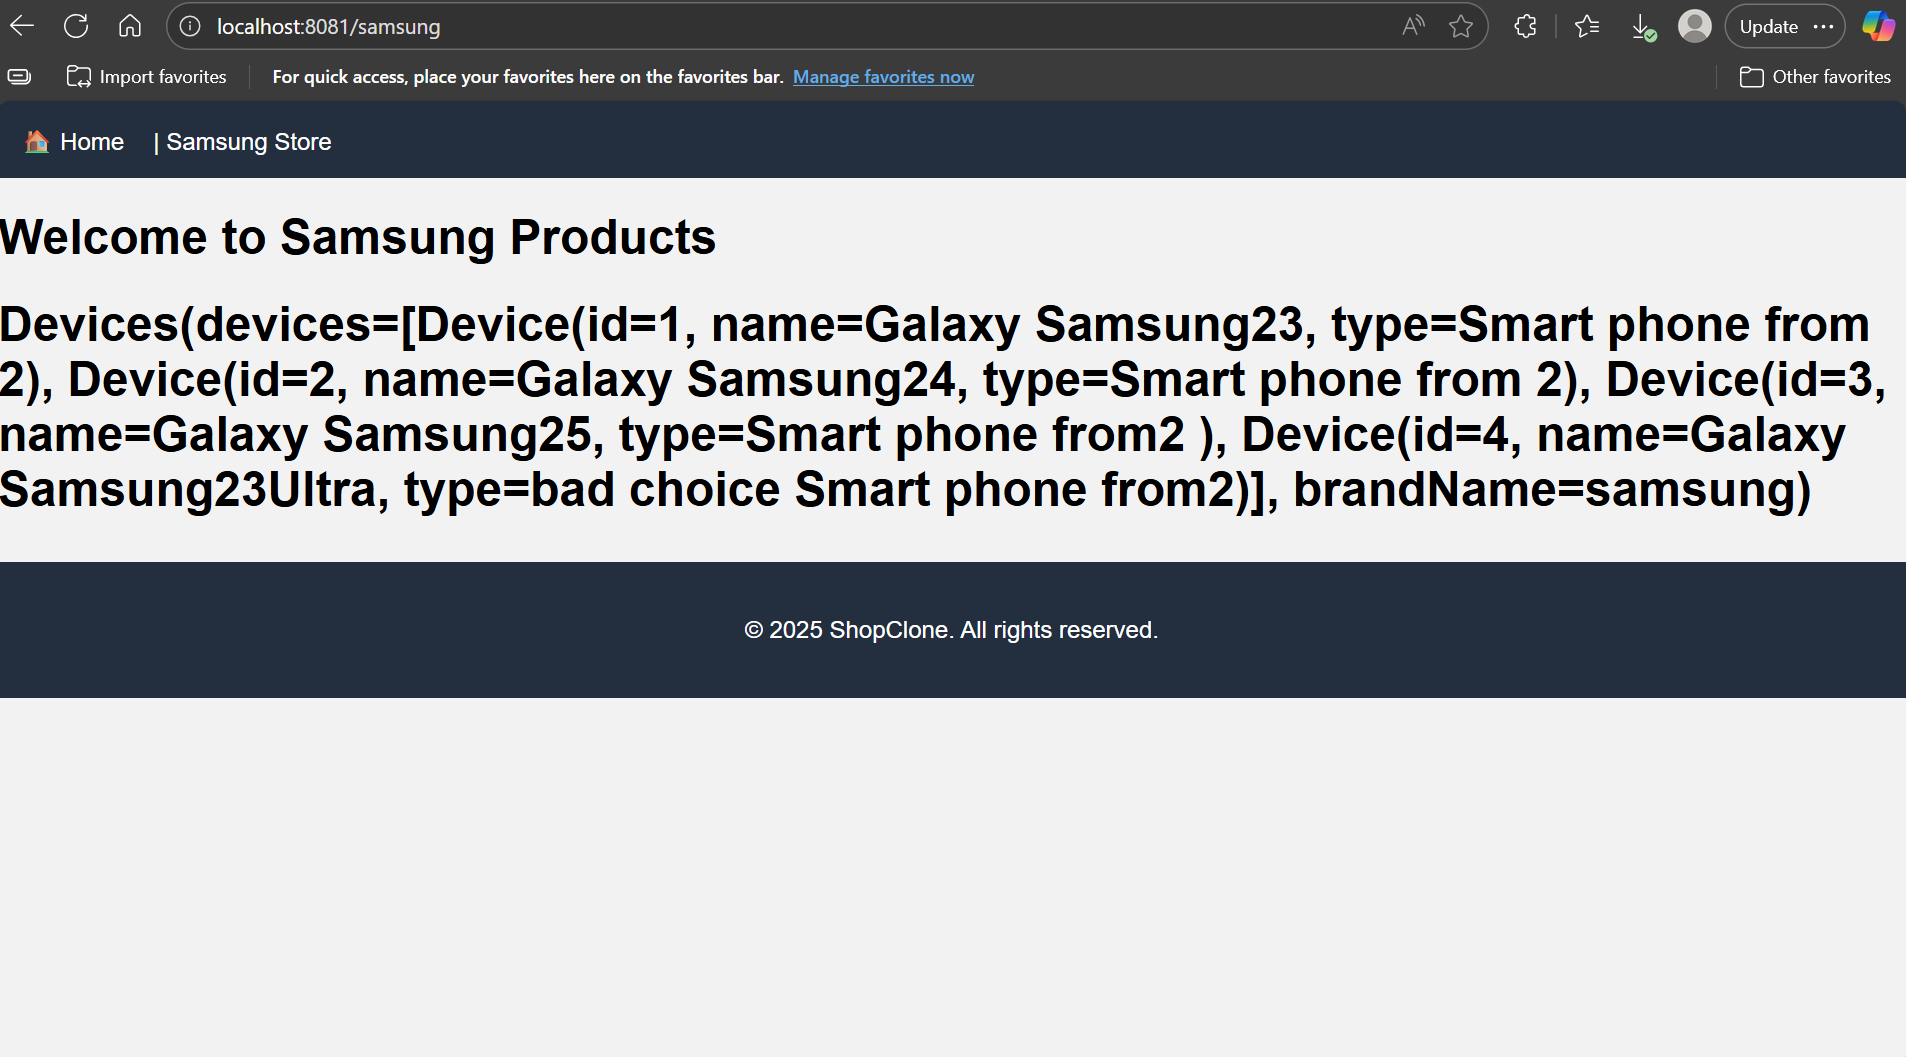 localhost:8081/samsung
Update
Import favorites
For quick access, place your favorites here on the favorites bar. Manage favorites now
Other favorites
Home | Samsung Store
Welcome to Samsung Products
Devices(devices=[Device(id=1, name=Galaxy Samsung23, type=Smart phone from
2), Device(id=2, name=Galaxy Samsung24, type=Smart phone from 2), Device(id=3,
name=Galaxy Samsung25, type=Smart phone from2 ), Device(id=4, name=Galaxy
Samsung23Ultra, type=bad choice Smart phone from2)], brandName=samsung)
© 2025 ShopClone. All rights reserved.